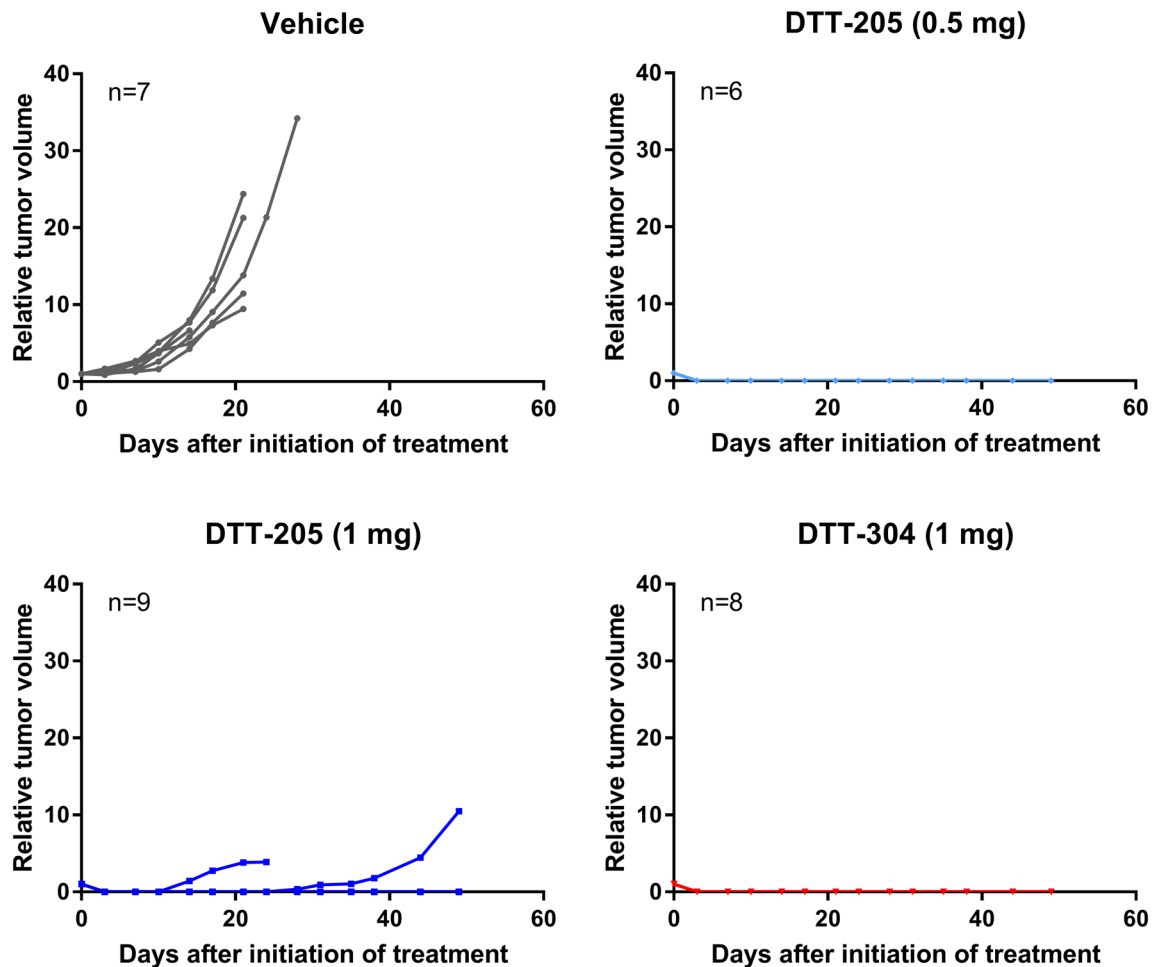 Vehicle
n=7
Relative tumor volume
40
30
20
10
0
0 20 40 60
Days after initiation of treatment
DTT-205 (0.5 mg)
n=6
Relative tumor volume
40
30
20
10
0
0 20 40 60
Days after initiation of treatment
DTT-205 (1 mg)
n=9
Relative tumor volume
40
30
20
10
0
0 20 40 60
Days after initiation of treatment
DTT-304 (1 mg)
n=8
Relative tumor volume
40
30
20
10
0
0 20 40 60
Days after initiation of treatment